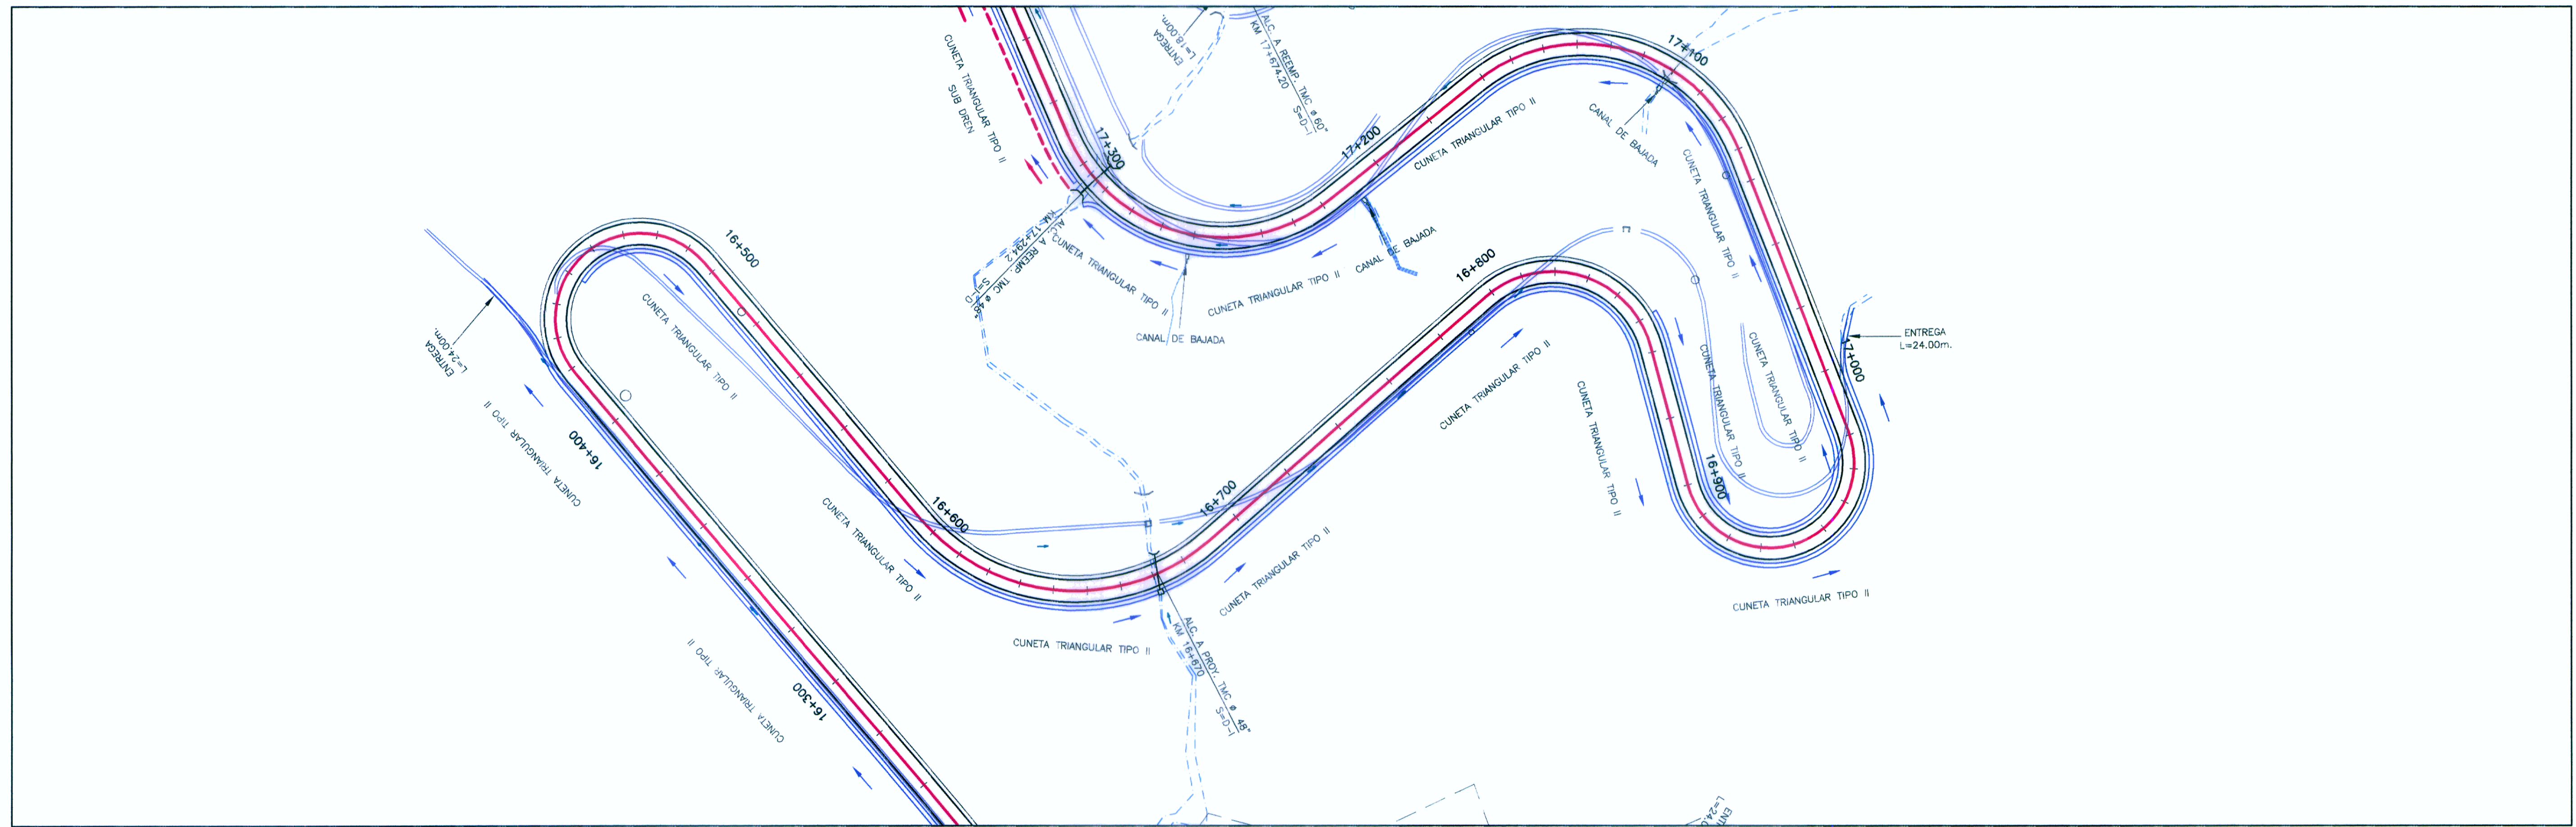 CUNETA TRIANGULAR TIPO II
SUB DREN
ENTREGA
L=18.00m.
ALC. A REEMP. TMC ø 60"
KM 17+674.20
S=D-I
17+300
17+200
17+100
CUNETA TRIANGULAR TIPO II
CANAL DE BAJADA
CUNETA TRIANGULAR TIPO II
ALC. A REEMP. TMC ø 48"
KM 17+294.2
S=I-D
CUNETA TRIANGULAR TIPO II
CUNETA TRIANGULAR TIPO II
CANAL DE BAJADA
CANAL DE BAJADA
16+500
CUNETA TRIANGULAR TIPO II
ENTREGA
L=24.00m.
CUNETA TRIANGULAR TIPO II
16+400
16+800
CUNETA TRIANGULAR TIPO II
CUNETA TRIANGULAR TIPO II
CUNETA TRIANGULAR TIPO II
CUNETA TRIANGULAR TIPO II
17+000
ENTREGA
L=24.00m.
16+900
16+700
16+600
CUNETA TRIANGULAR TIPO II
CUNETA TRIANGULAR TIPO II
CUNETA TRIANGULAR TIPO II
CUNETA TRIANGULAR TIPO II
ALC. A PROY. TMC ø 48"
KM 16+670
S=D-I
CUNETA TRIANGULAR TIPO II
16+300